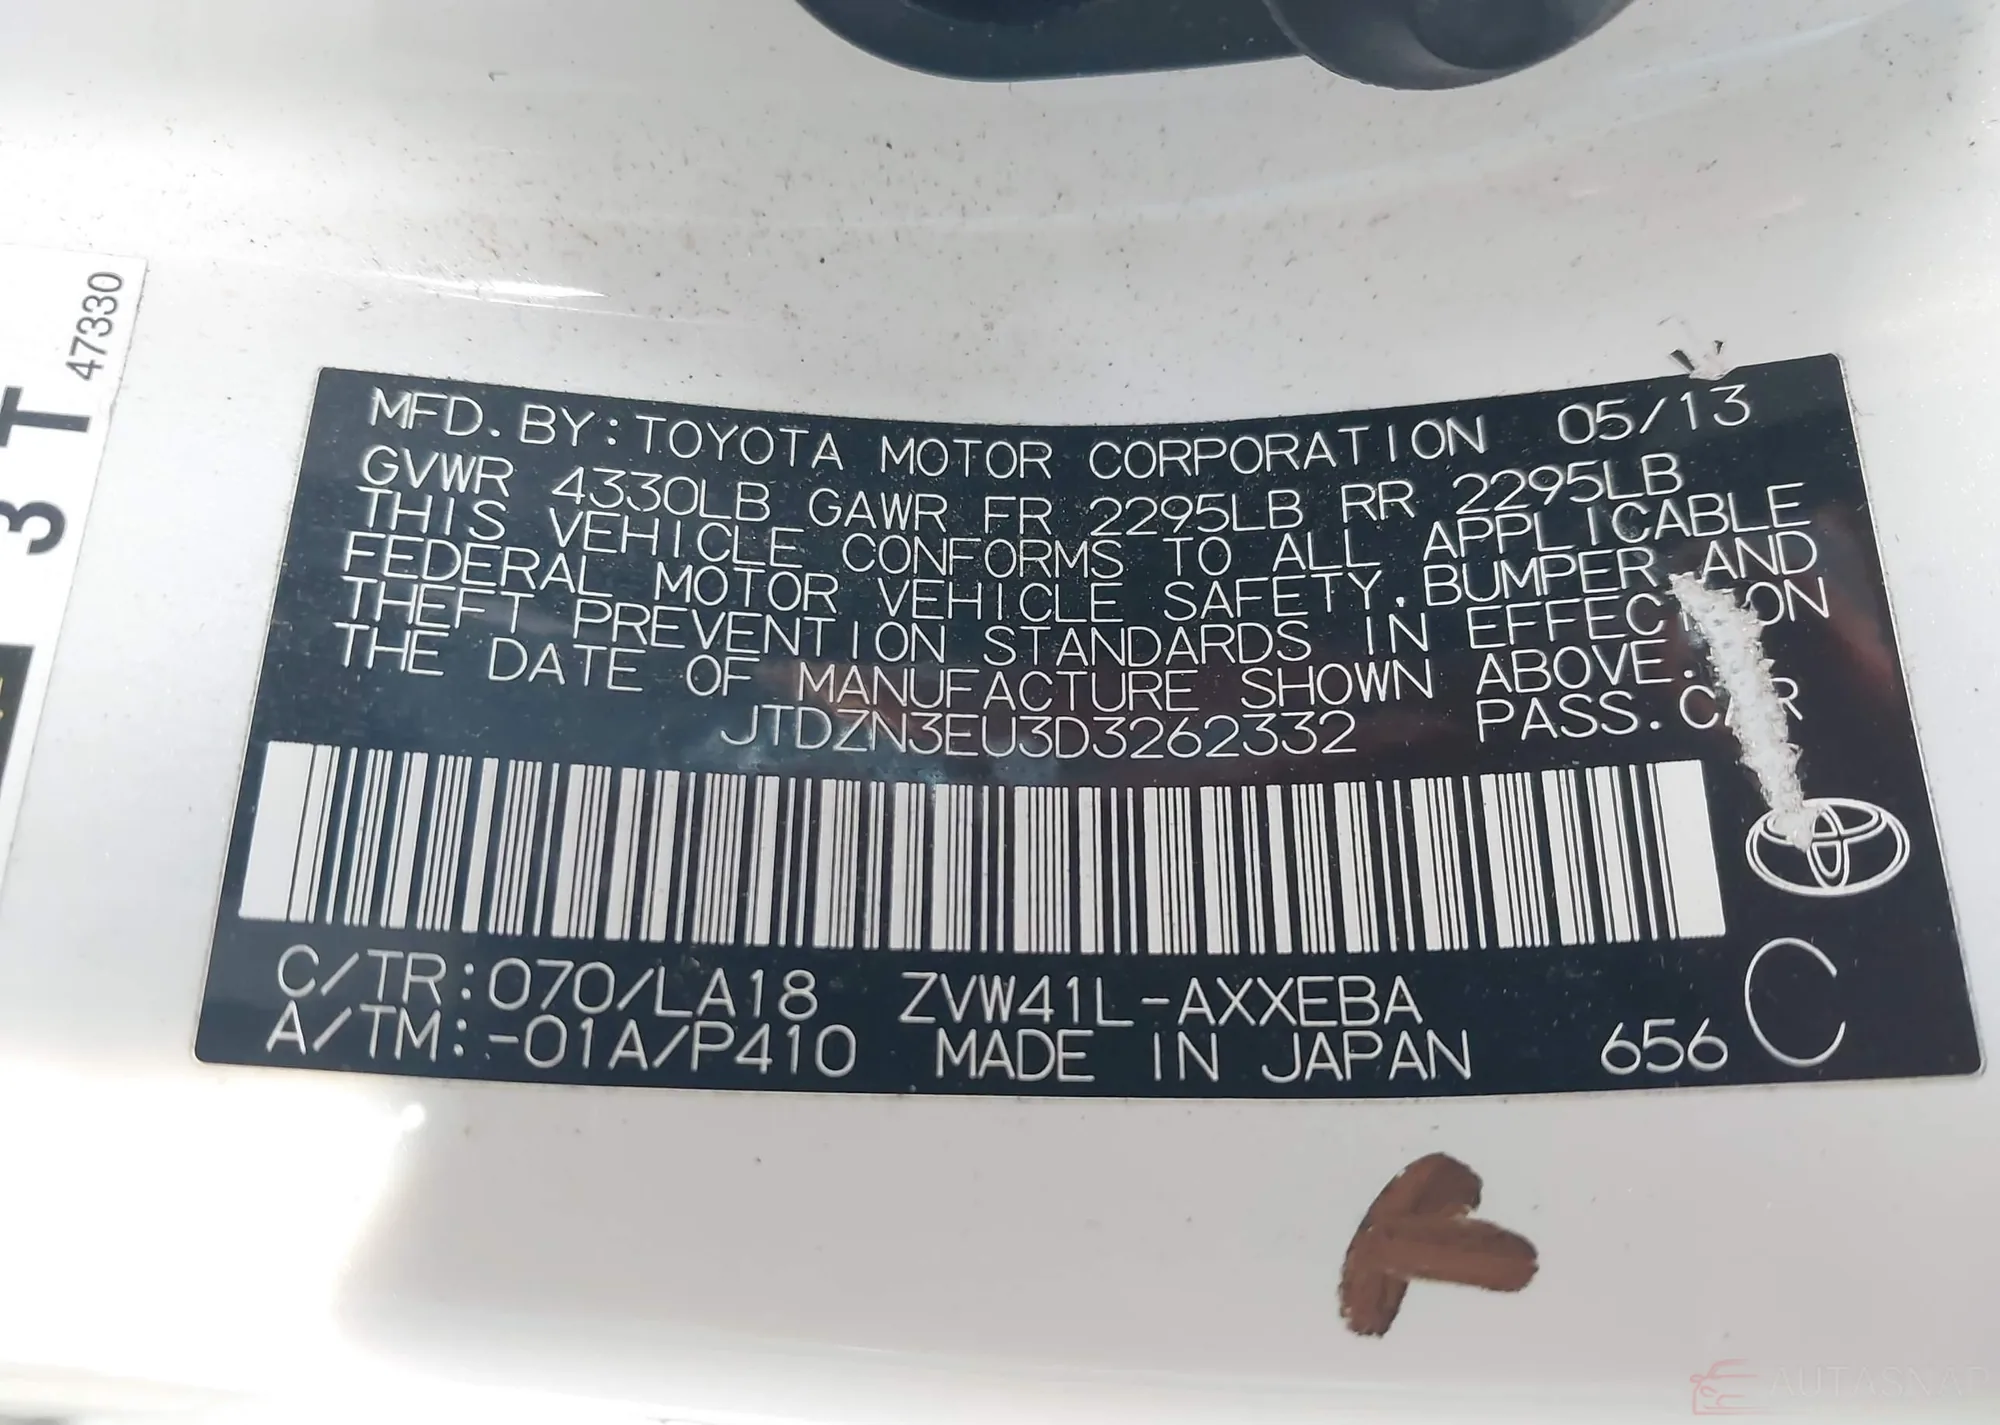 47330
3 T
MFD. BY: TOYOTA MOTOR CORPORATION 05/13
GVWR 4330LB GAWR FR 2295LB RR 2295LB
THIS VEHICLE CONFORMS TO ALL APPLICABLE
FEDERAL MOTOR VEHICLE SAFETY, BUMPER AND
THEFT PREVENTION STANDARDS IN EFFECT ON
THE DATE OF MANUFACTURE SHOWN ABOVE.
JTDZN3EU3D3262332 PASS. CAR
C/TR:070/LA18 ZVW41L-AXXEBA
A/TM:-01A/P410 MADE IN JAPAN 656 C
AUTASNAP